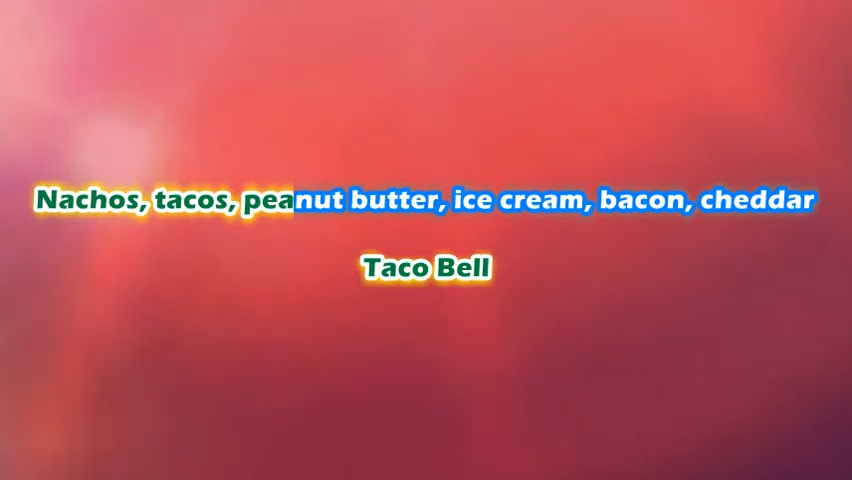 Nachos, tacos, peanut butter, ice cream, bacon, cheddar
Taco Bell